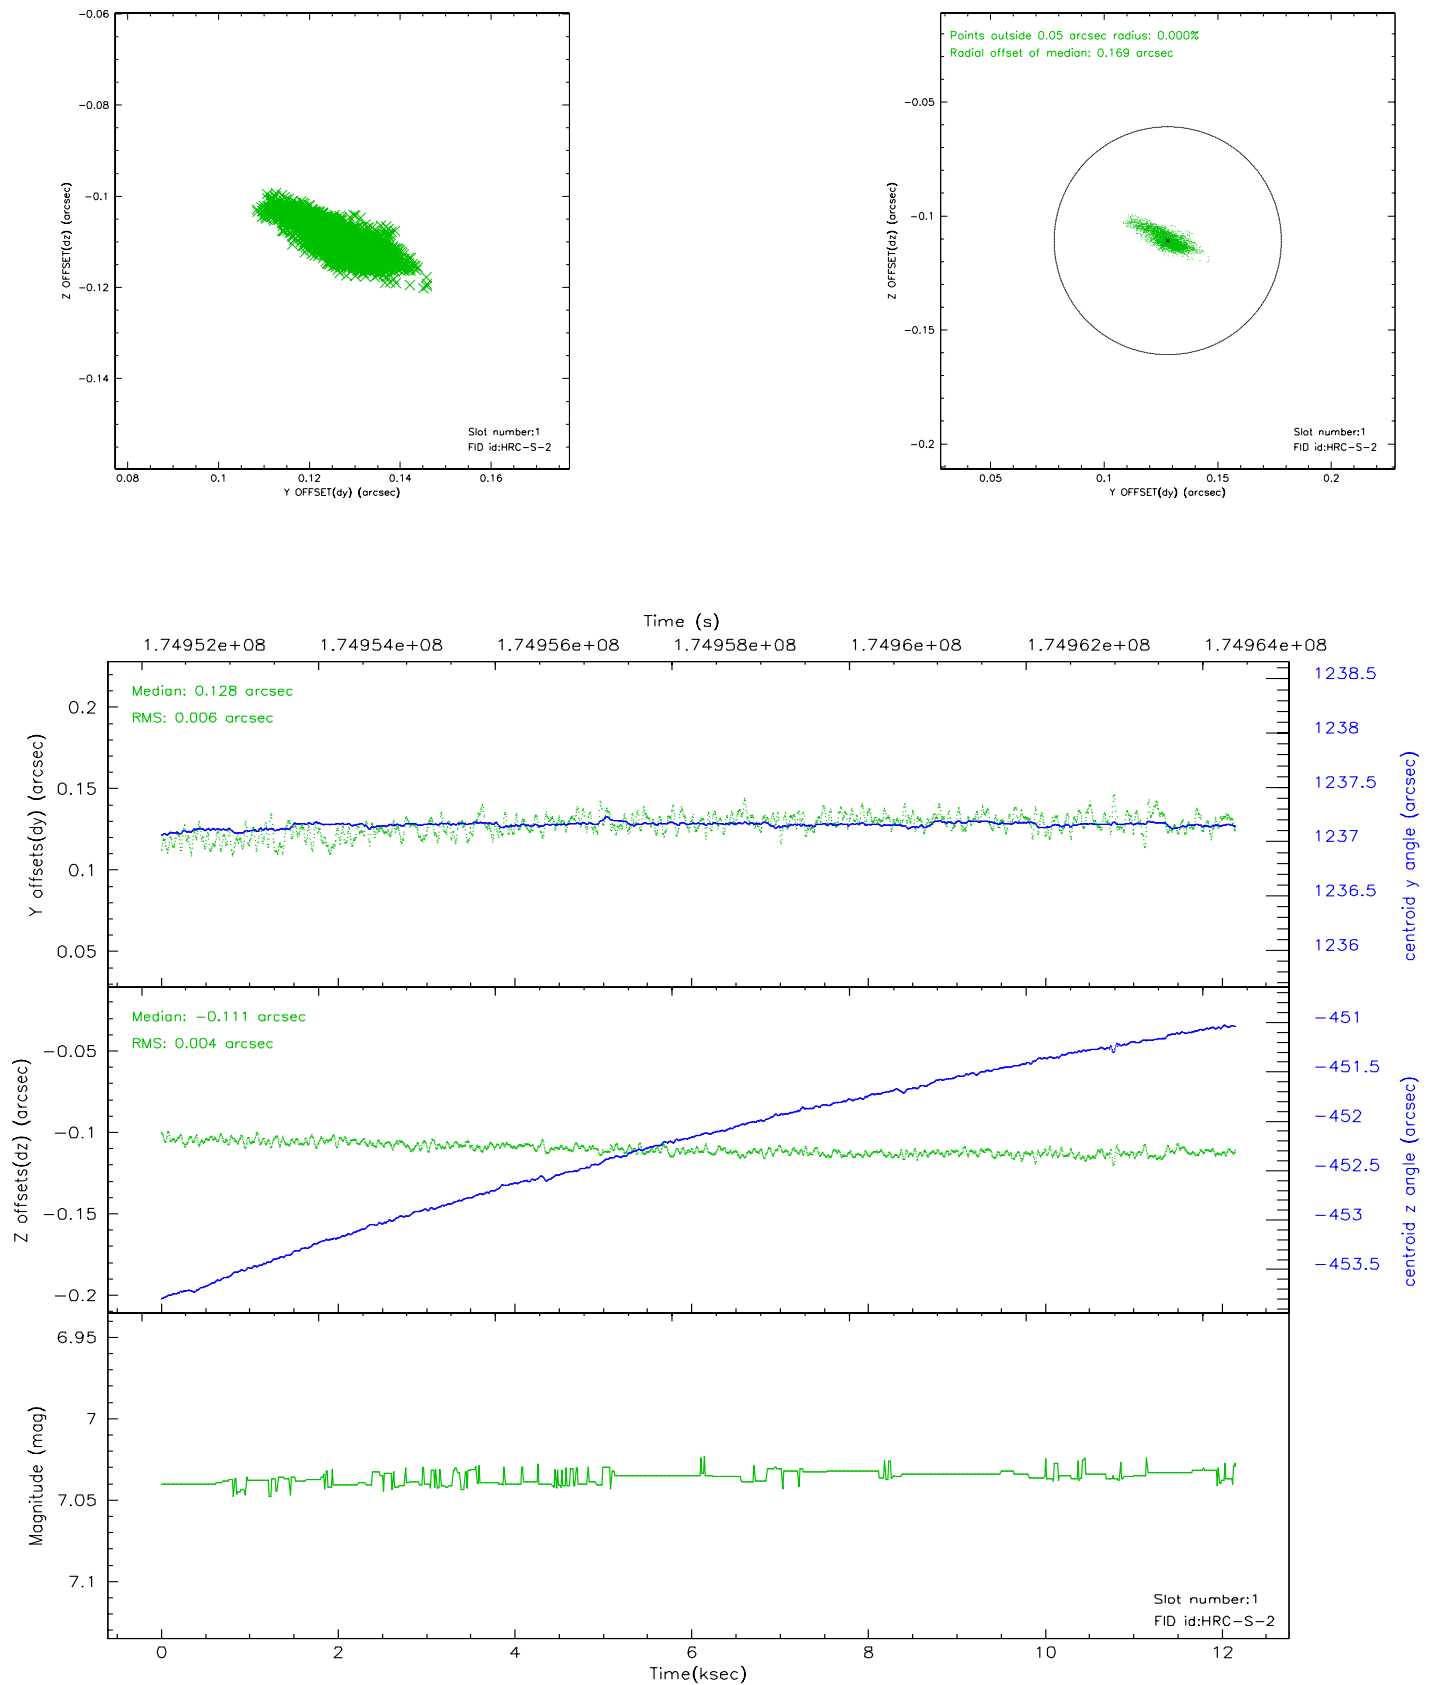 -0.06
-0.08
-0.1
-0.12
-0.14
Z OFFSET(dz) (arcsec)
Slot number:1
FID id:HRC-S-2
0.08 0.1 0.12 0.14 0.16
Y OFFSET(dy) (arcsec)
Points outside 0.05 arcsec radius: 0.000%
Radial offset of median: 0.169 arcsec
-0.05
-0.1
-0.15
-0.2
Z OFFSET(dz) (arcsec)
Slot number:1
FID id:HRC-S-2
0.05 0.1 0.15 0.2
Y OFFSET(dy) (arcsec)
Time (s)
1.74952e+08 1.74954e+08 1.74956e+08 1.74958e+08 1.7496e+08 1.74962e+08 1.74964e+08
Median: 0.128 arcsec
RMS: 0.006 arcsec
0.2
0.15
0.1
0.05
Y offsets(dy) (arcsec)
1238.5
1238
1237.5
1237
1236.5
1236
centroid y angle (arcsec)
Median: -0.111 arcsec
RMS: 0.004 arcsec
-0.05
-0.1
-0.15
-0.2
Z offsets(dz) (arcsec)
-451
-451.5
-452
-452.5
-453
-453.5
centroid z angle (arcsec)
6.95
7
7.05
7.1
Magnitude (mag)
Slot number:1
FID id:HRC-S-2
0 2 4 6 8 10 12
Time(ksec)